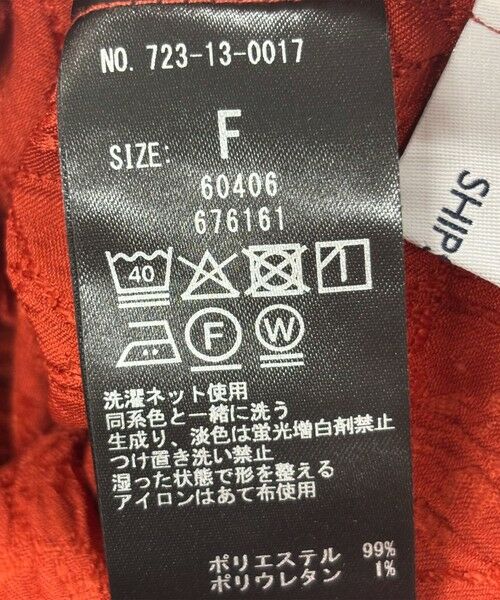 NO. 723-13-0017
SIZE: F
60406
676161
40
F W
洗濯ネット使用
同系色と一緒に洗う
生成り、淡色は蛍光増白剤禁止
つけ置き洗い禁止
湿った状態で形を整える
アイロンはあて布使用
ポリエステル 99%
ポリウレタン 1%
SHIP